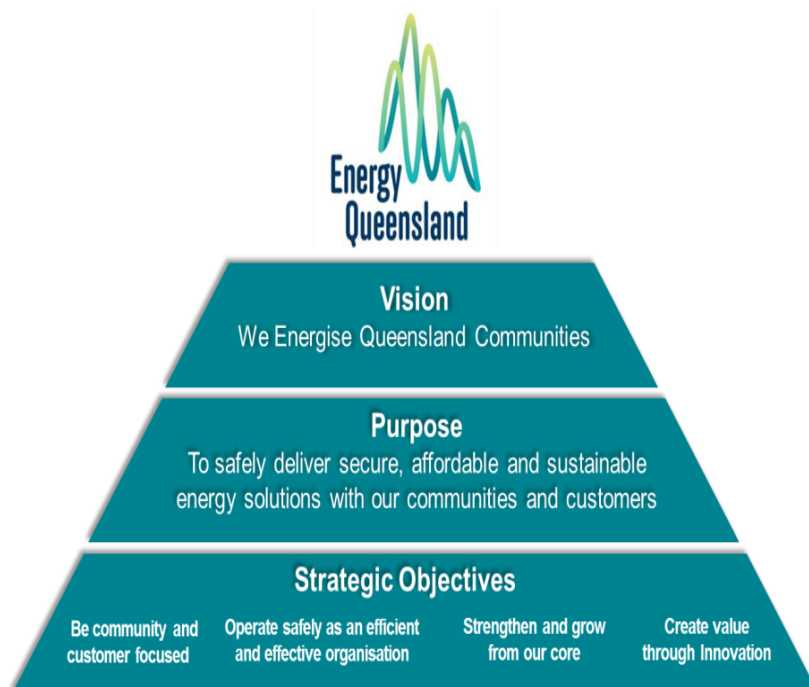 Energy
Queensland
Vision
We Energise Queensland Communities
Purpose
To safely deliver secure, affordable and sustainable
energy solutions with our communities and customers
Strategic Objectives
Be community and
customer focused
Operate safely as an efficient
and effective organisation
Strengthen and grow
from our core
Create value
through Innovation